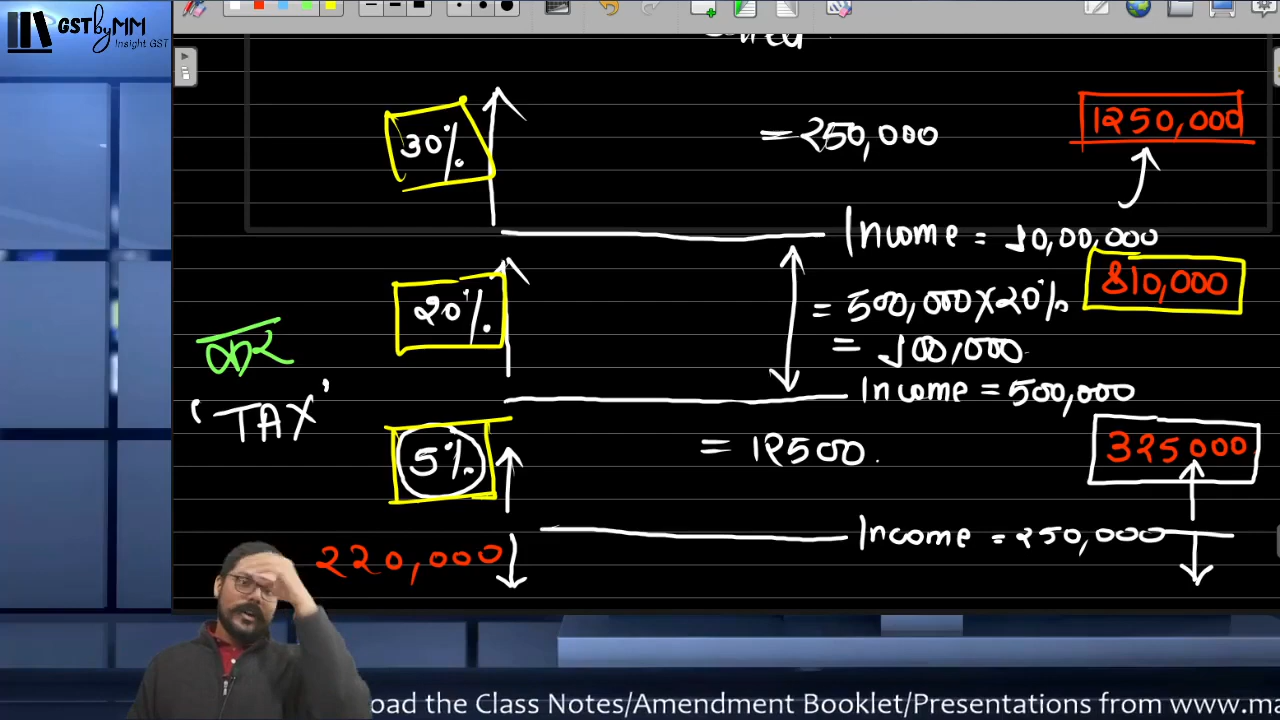 GSTbyMM
Insight GST
30%
= 250,000
1250,000
Income = 10,00,000
810,000
20%
= 500,000 x 20%
= 100,000
Income = 500,000
"TAX"
5%
= 12500.
325000
Income = 250,000
220,000
oad the Class Notes/Amendment Booklet/Presentations from www.ma